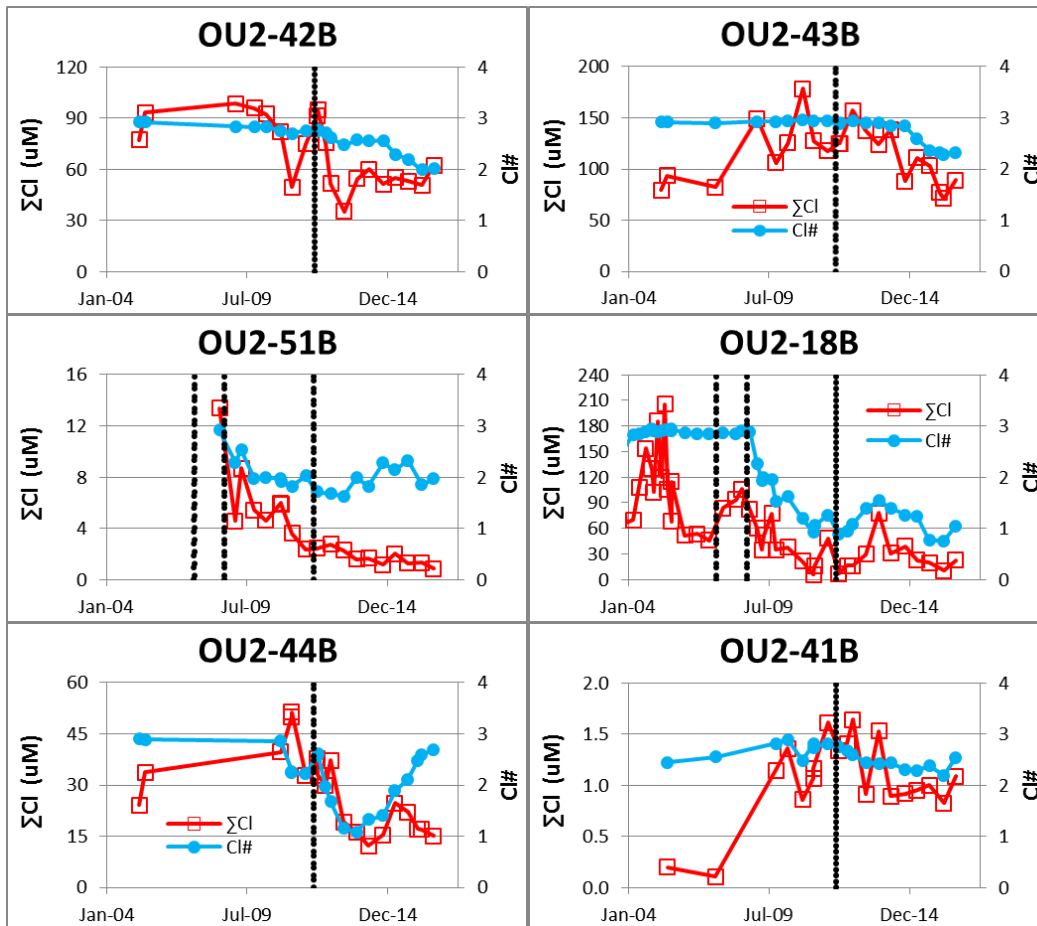 OU2-42B
120
90
60
30
0
4
3
2
1
0
∑Cl (uM)
Cl#
Jan-04 Jul-09 Dec-14
OU2-43B
200
150
100
50
0
4
3
2
1
0
∑Cl (uM)
Cl#
∑Cl
Cl#
Jan-04 Jul-09 Dec-14
OU2-51B
16
12
8
4
0
4
3
2
1
0
∑Cl (uM)
Cl#
Jan-04 Jul-09 Dec-14
OU2-18B
240
210
180
150
120
90
60
30
0
4
3
2
1
0
∑Cl (uM)
Cl#
∑Cl
Cl#
Jan-04 Jul-09 Dec-14
OU2-44B
60
45
30
15
0
4
3
2
1
0
∑Cl (uM)
Cl#
∑Cl
Cl#
Jan-04 Jul-09 Dec-14
OU2-41B
2.0
1.5
1.0
0.5
0.0
4
3
2
1
0
∑Cl (uM)
Cl#
Jan-04 Jul-09 Dec-14